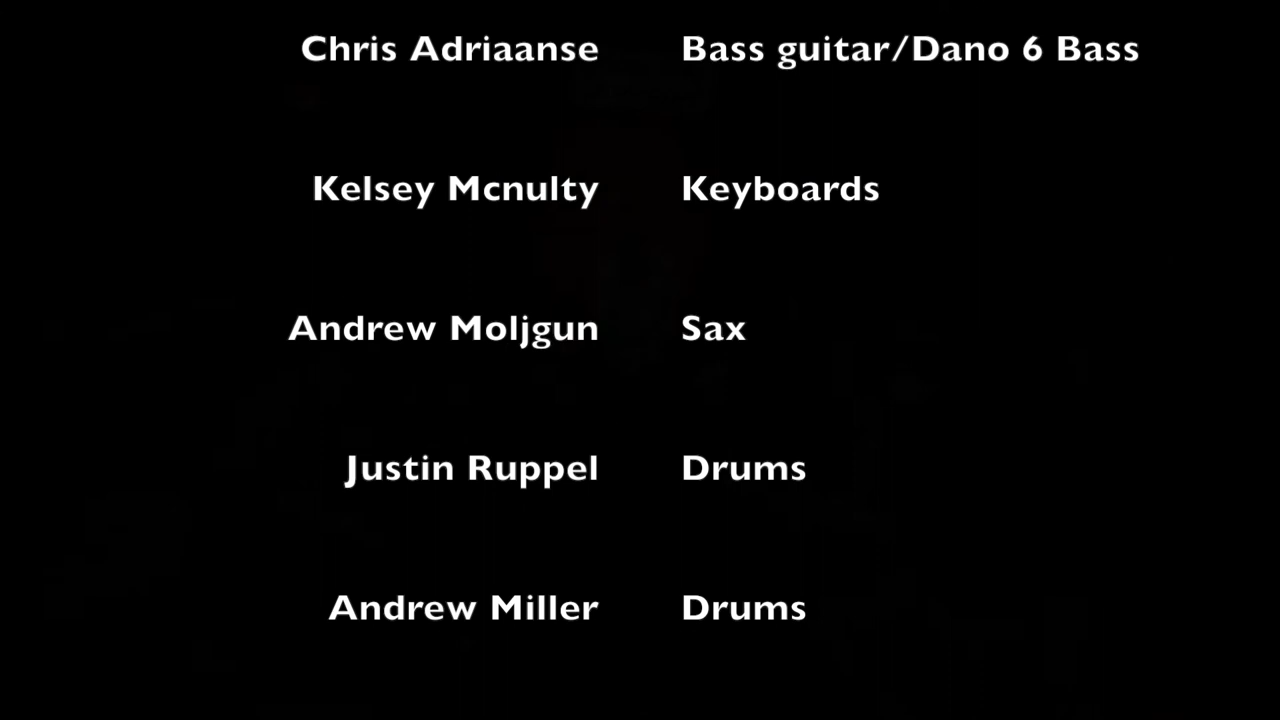 Chris Adriaanse Bass guitar/Dano 6 Bass
Kelsey Mcnulty Keyboards
Andrew Moljgun Sax
Justin Ruppel Drums
Andrew Miller Drums